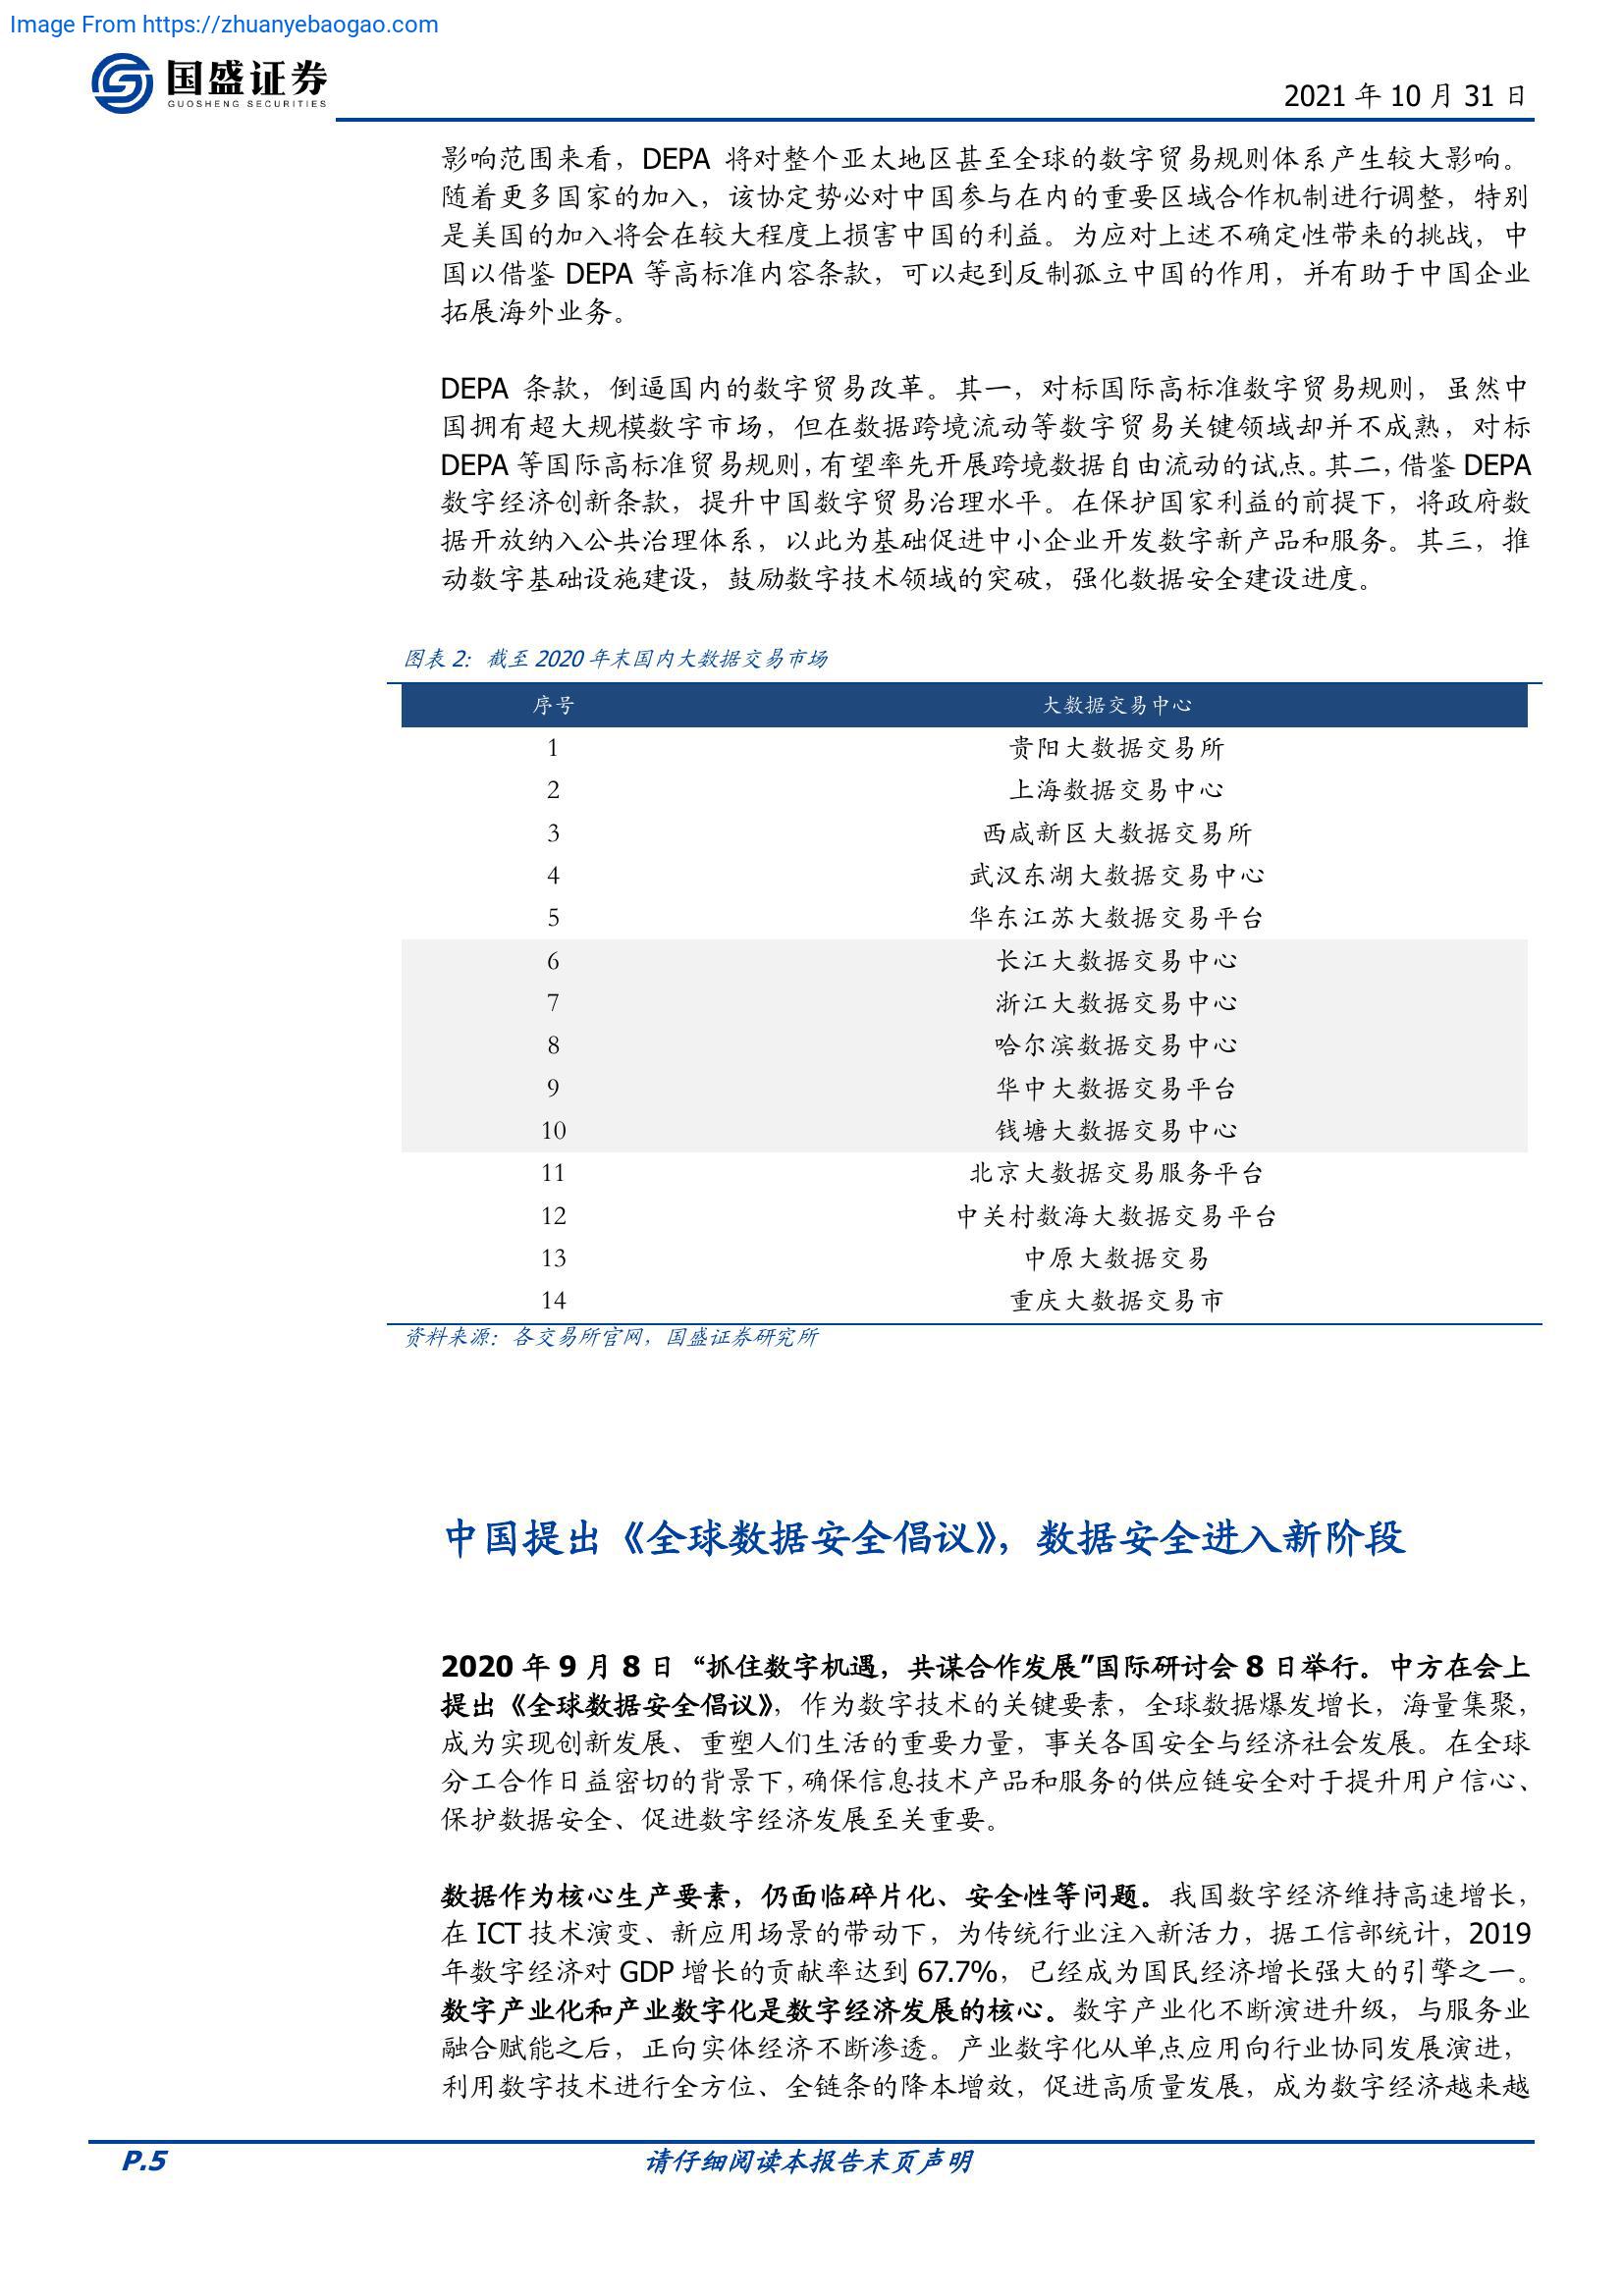 Image From https://zhuanyebaogao.com
国盛证券
GUOSHENG SECURITIES
2021 年 10 月 31 日
影响范围来看，DEPA 将对整个亚太地区甚至全球的数字贸易规则体系产生较大影响。
随着更多国家的加入，该协定势必对中国参与在内的重要区域合作机制进行调整，特别
是美国的加入将会在较大程度上损害中国的利益。为应对上述不确定性带来的挑战，中
国以借鉴 DEPA 等高标准内容条款，可以起到反制孤立中国的作用，并有助于中国企业
拓展海外业务。
DEPA 条款，倒逼国内的数字贸易改革。其一，对标国际高标准数字贸易规则，虽然中
国拥有超大规模数字市场，但在数据跨境流动等数字贸易关键领域却并不成熟，对标
DEPA 等国际高标准贸易规则，有望率先开展跨境数据自由流动的试点。其二，借鉴 DEPA
数字经济创新条款，提升中国数字贸易治理水平。在保护国家利益的前提下，将政府数
据开放纳入公共治理体系，以此为基础促进中小企业开发数字新产品和服务。其三，推
动数字基础设施建设，鼓励数字技术领域的突破，强化数据安全建设进度。
图表 2：截至 2020 年末国内大数据交易市场
序号 大数据交易中心
1 贵阳大数据交易所
2 上海数据交易中心
3 西咸新区大数据交易所
4 武汉东湖大数据交易中心
5 华东江苏大数据交易平台
6 长江大数据交易中心
7 浙江大数据交易中心
8 哈尔滨数据交易中心
9 华中大数据交易平台
10 钱塘大数据交易中心
11 北京大数据交易服务平台
12 中关村数海大数据交易平台
13 中原大数据交易
14 重庆大数据交易市
资料来源：各交易所官网，国盛证券研究所
中国提出《全球数据安全倡议》，数据安全进入新阶段
2020 年 9 月 8 日“抓住数字机遇，共谋合作发展”国际研讨会 8 日举行。中方在会上
提出《全球数据安全倡议》，作为数字技术的关键要素，全球数据爆发增长，海量集聚，
成为实现创新发展、重塑人们生活的重要力量，事关各国安全与经济社会发展。在全球
分工合作日益密切的背景下，确保信息技术产品和服务的供应链安全对于提升用户信心、
保护数据安全、促进数字经济发展至关重要。
数据作为核心生产要素，仍面临碎片化、安全性等问题。我国数字经济维持高速增长，
在 ICT 技术演变、新应用场景的带动下，为传统行业注入新活力，据工信部统计，2019
年数字经济对 GDP 增长的贡献率达到 67.7%，已经成为国民经济增长强大的引擎之一。
数字产业化和产业数字化是数字经济发展的核心。数字产业化不断演进升级，与服务业
融合赋能之后，正向实体经济不断渗透。产业数字化从单点应用向行业协同发展演进，
利用数字技术进行全方位、全链条的降本增效，促进高质量发展，成为数字经济越来越
P.5 请仔细阅读本报告末页声明